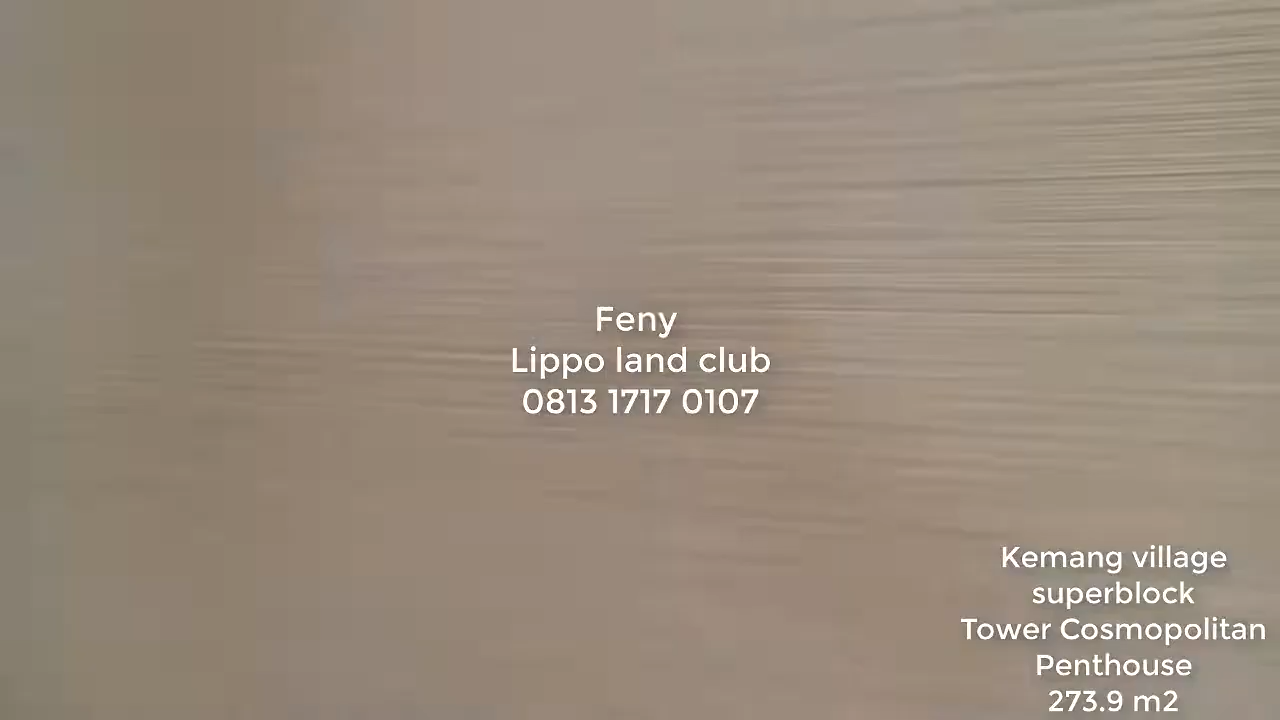 Feny
Lippo land club
0813 1717 0107
Kemang village
superblock
Tower Cosmopolitan
Penthouse
273.9 m2